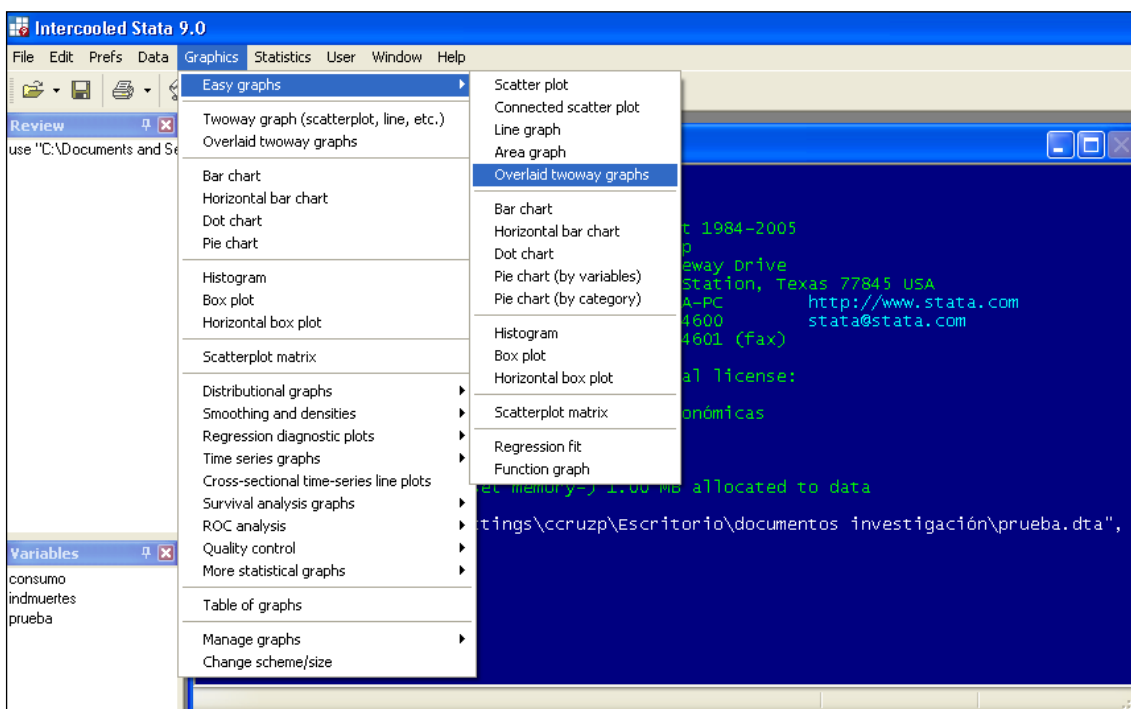 Intercooled Stata 9.0
File Edit Prefs Data Graphics Statistics User Window Help
Review
use "C:\Documents and Se
Variables
consumo
indmuertes
prueba
Easy graphs
Twoway graph (scatterplot, line, etc.)
Overlaid twoway graphs
Bar chart
Horizontal bar chart
Dot chart
Pie chart
Histogram
Box plot
Horizontal box plot
Scatterplot matrix
Distributional graphs
Smoothing and densities
Regression diagnostic plots
Time series graphs
Cross-sectional time-series line plots
Survival analysis graphs
ROC analysis
Quality control
More statistical graphs
Table of graphs
Manage graphs
Change scheme/size
Scatter plot
Connected scatter plot
Line graph
Area graph
Overlaid twoway graphs
Bar chart
Horizontal bar chart
Dot chart
Pie chart (by variables)
Pie chart (by category)
Histogram
Box plot
Horizontal box plot
Scatterplot matrix
Regression fit
Function graph
t 1984-2005
p
eway Drive
Station, Texas 77845 USA
A-PC http://www.stata.com
4600 stata@stata.com
4601 (fax)
al license:
onómicas
et memory-) 1.00 MB allocated to data
ttings\ccruzp\Escritorio\documentos investigación\prueba.dta",